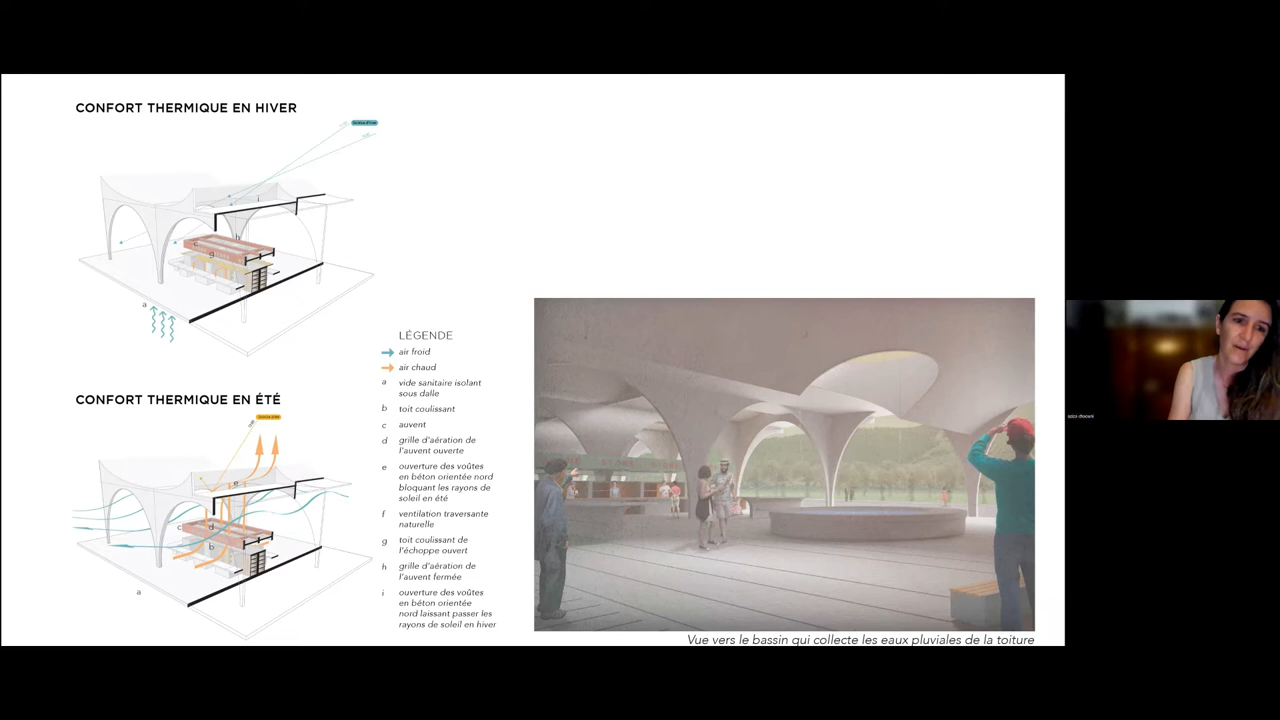 CONFORT THERMIQUE EN HIVER
i
h
c
g
a
CONFORT THERMIQUE EN ÉTÉ
e
c
d
b
a
LÉGENDE
air froid
air chaud
a vide sanitaire isolant
sous dalle
b toit coulissant
c auvent
d grille d'aération de
l'auvent ouverte
e ouverture des voûtes
en béton orientée nord
bloquant les rayons de
soleil en été
f ventilation traversante
naturelle
g toit coulissant de
l'échoppe ouvert
h grille d'aération de
l'auvent fermée
i ouverture des voûtes
en béton orientée
nord laissant passer les
rayons de soleil en hiver
Vue vers le bassin qui collecte les eaux pluviales de la toiture